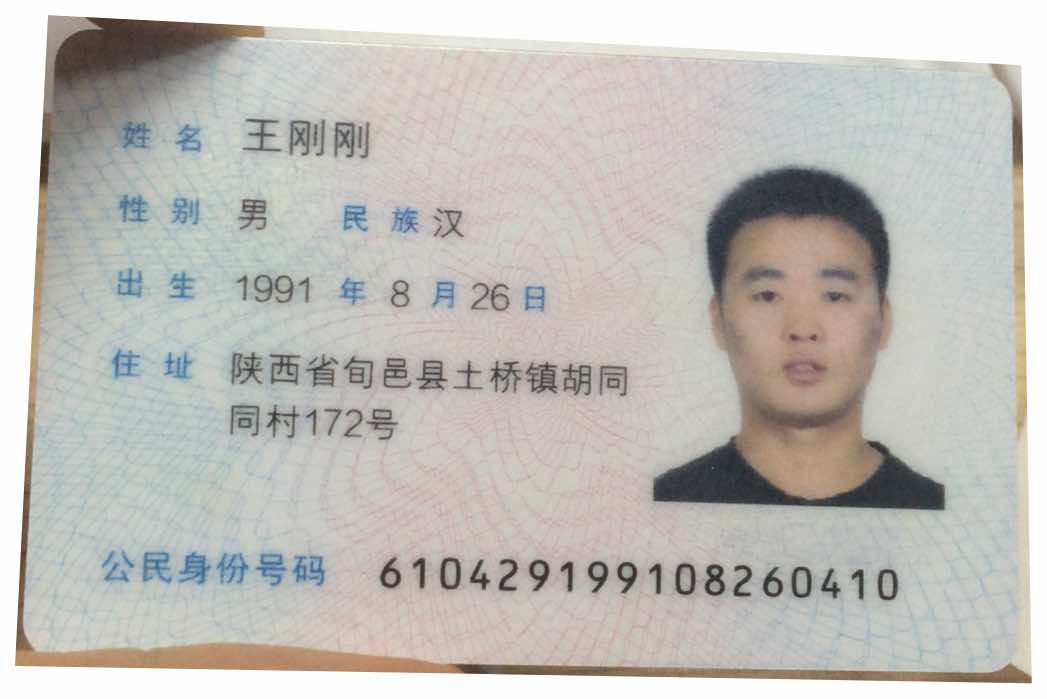 姓名 王刚刚
性别 男 民族 汉
出生 1991 年 8 月 26 日
住址 陕西省旬邑县土桥镇胡同
同村172号
公民身份号码 610429199108260410